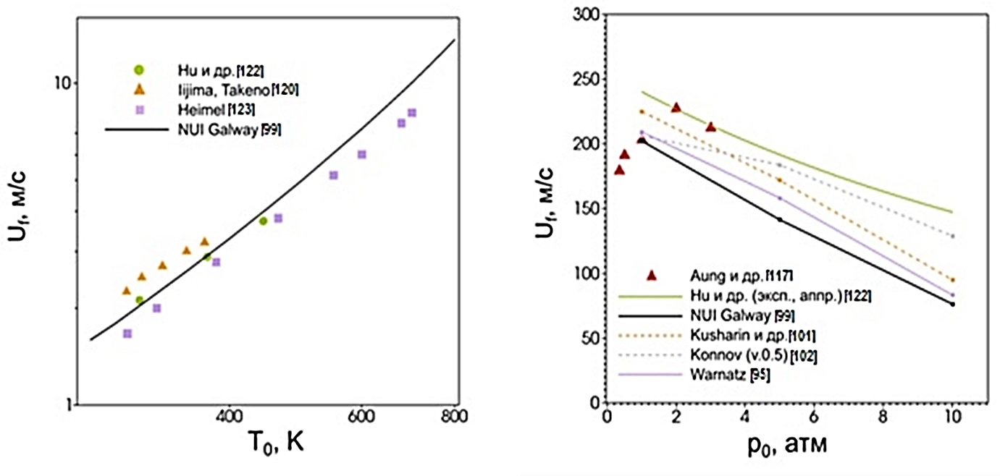 10
1
U_f, м/с
Hu и др. [122]
Iijima, Takeno [120]
Heimel [123]
NUI Galway [99]
400 600 800
T₀, K
300
250
200
150
100
50
0
U_f, м/с
Aung и др. [117]
Hu и др. (эксп., аппр.) [122]
NUI Galway [99]
Kusharin и др. [101]
Konnov (v.0.5) [102]
Warnatz [95]
0 2 4 6 8 10
p₀, атм